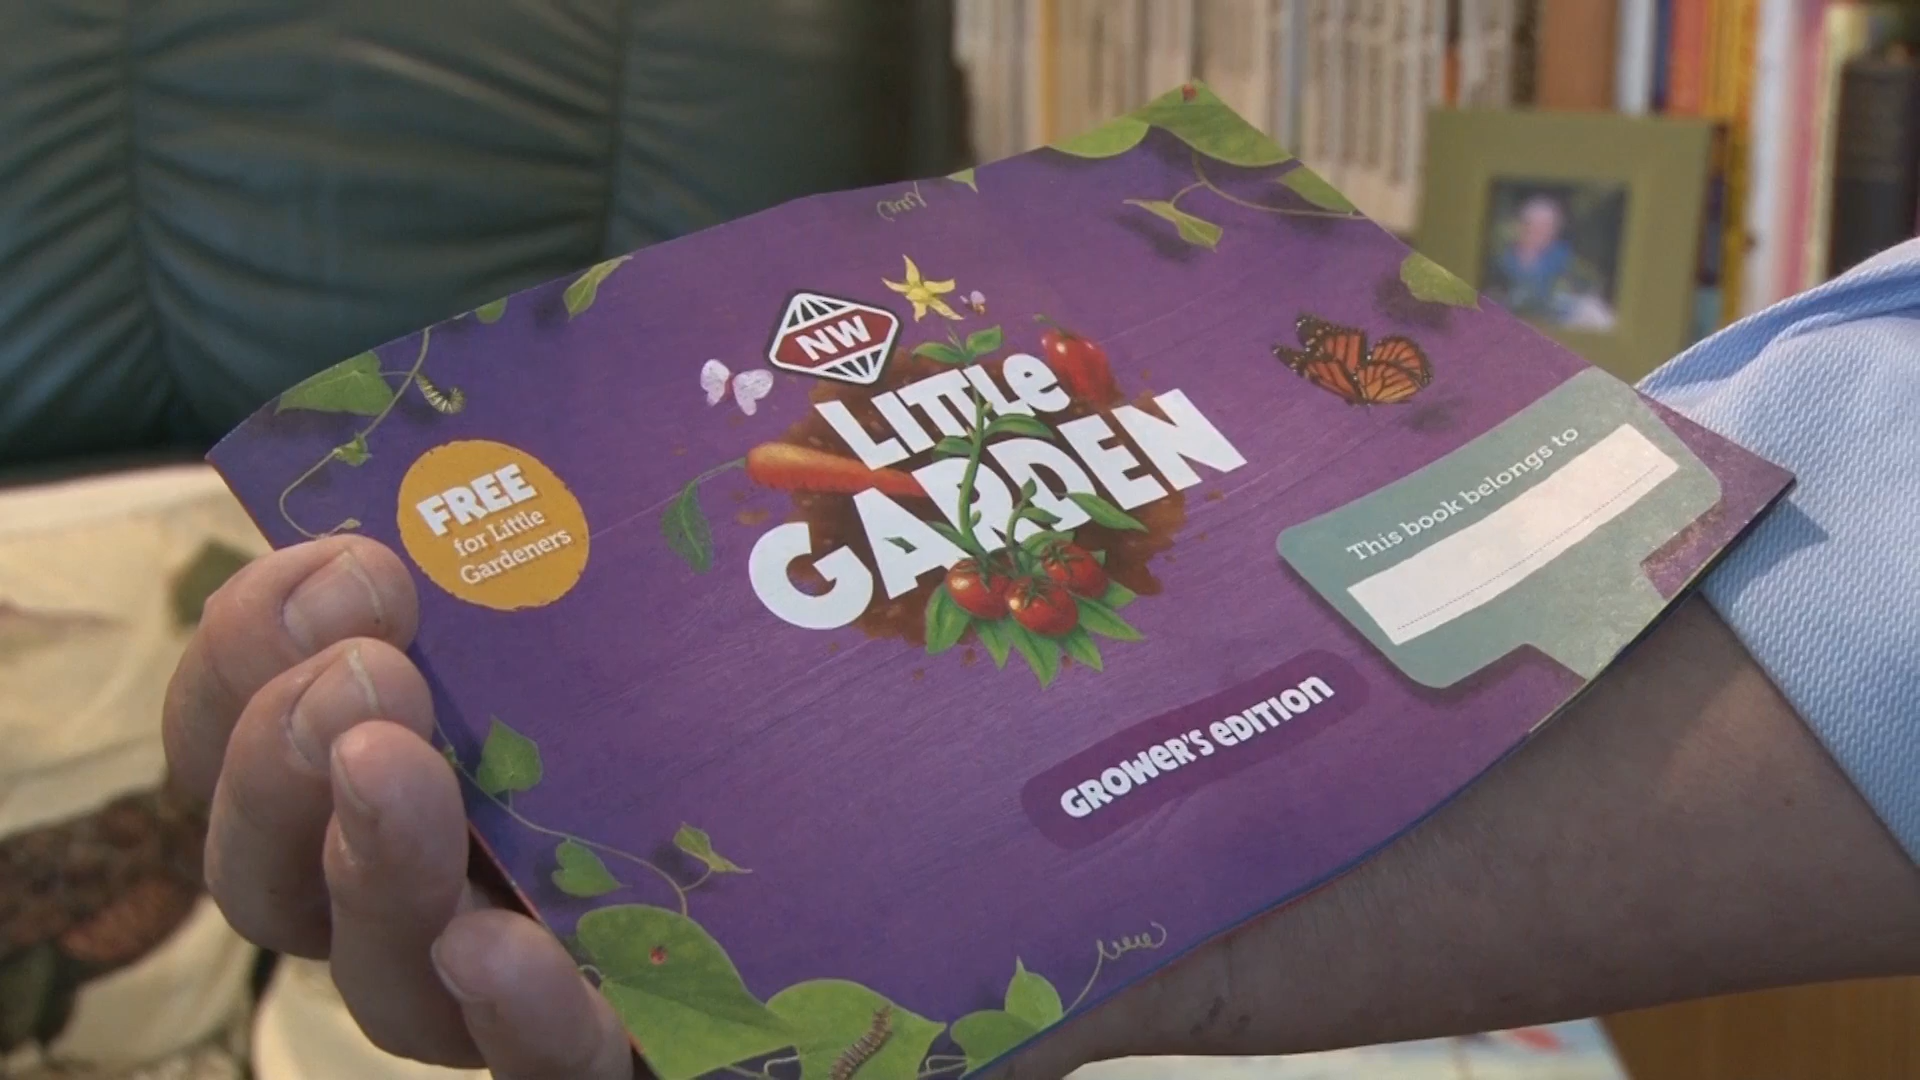 NW
LITTLE
GARDEN
FREE
for Little
Gardeners
This book belongs to
GROWER'S EDITION